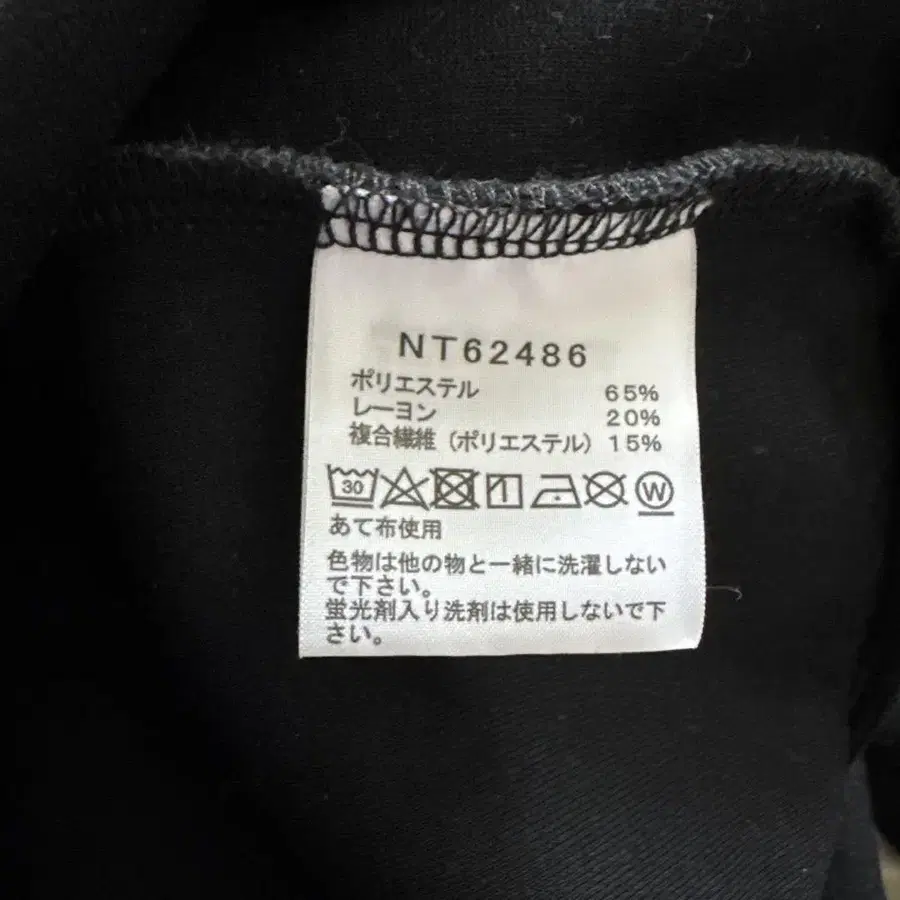 NT62486
ポリエステル 65%
レーヨン 20%
複合繊維(ポリエステル) 15%
30 W
あて布使用
色物は他の物と一緒に洗濯しない
で下さい。
蛍光剤入り洗剤は使用しないで下
さい。